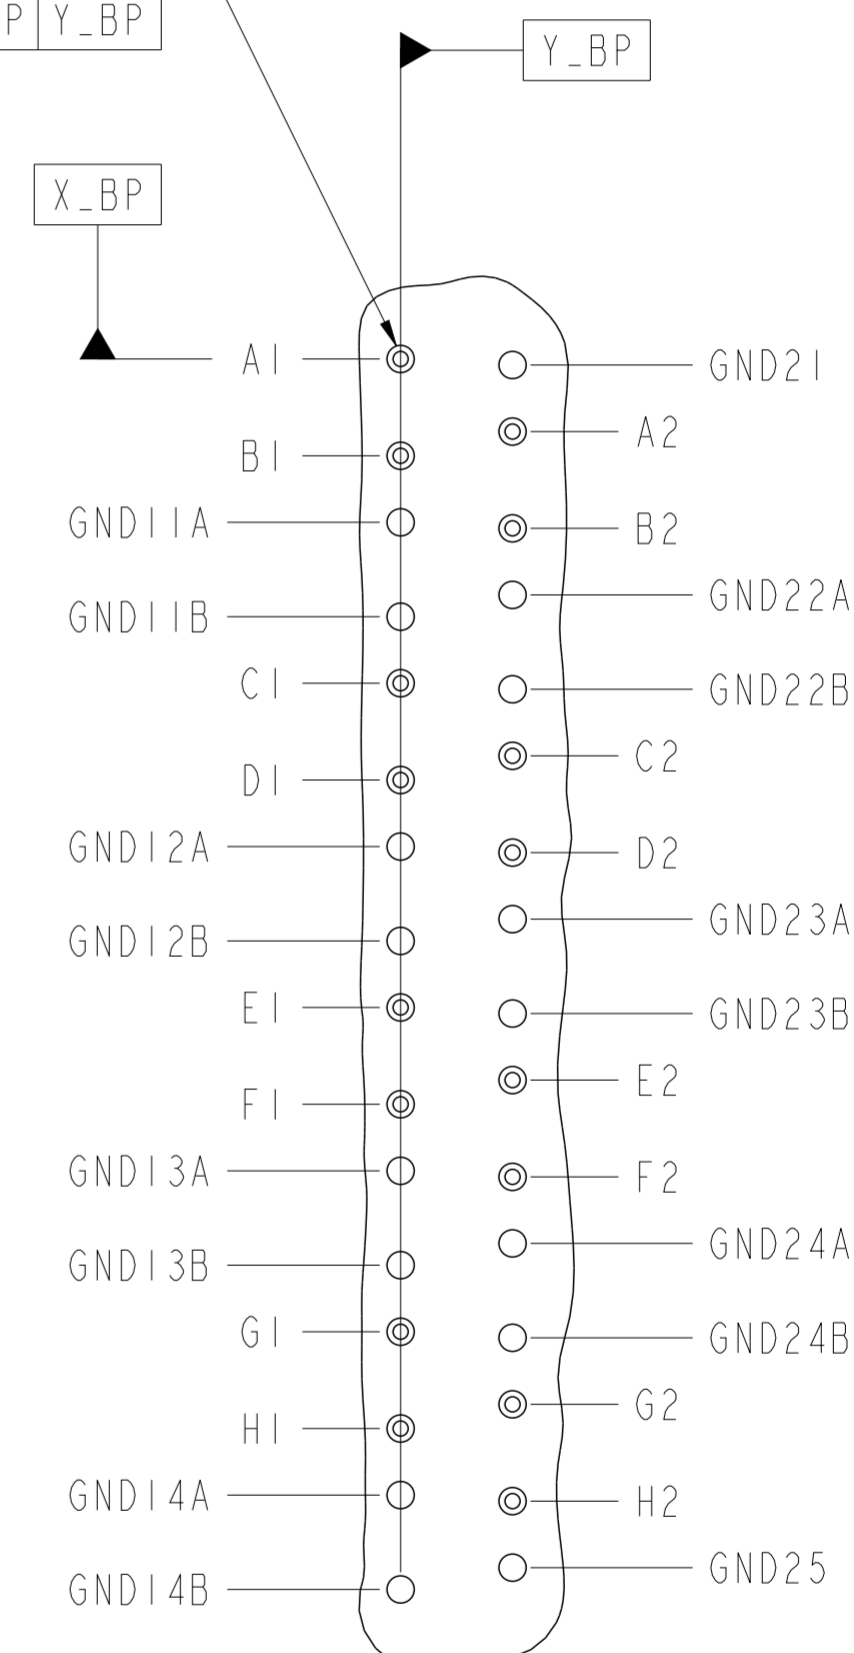 P Y_BP
Y_BP
X_BP
A1
GND21
A2
B1
GND11A
B2
GND22A
GND11B
C1
GND22B
C2
D1
GND12A
D2
GND23A
GND12B
E1
GND23B
E2
F1
GND13A
F2
GND24A
GND13B
G1
GND24B
G2
H1
GND14A
H2
GND25
GND14B